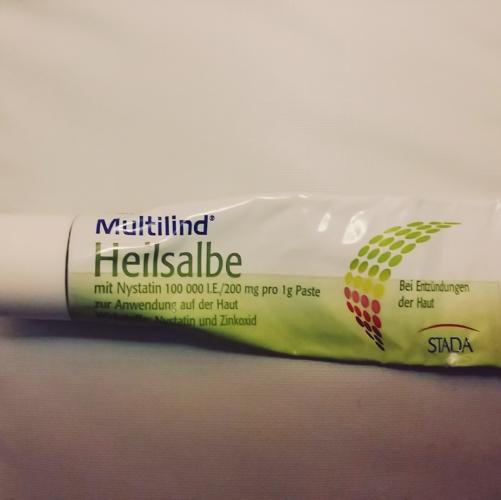 Multilind®
Heilsalbe
mit Nystatin 100 000 I.E./200 mg pro 1g Paste
zur Anwendung auf der Haut
Nystatin und Zinkoxid
Bei Entzündungen
der Haut
STADA